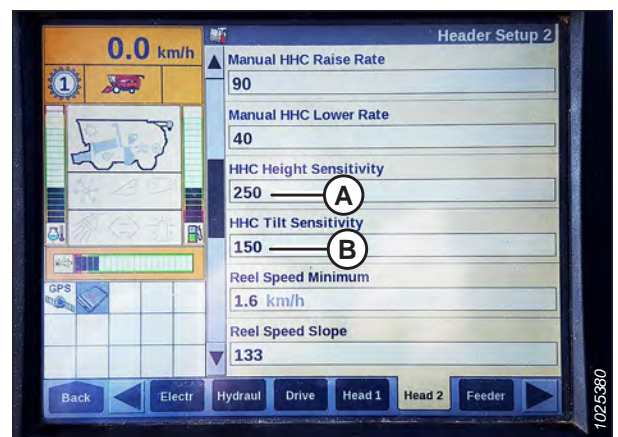 0.0 km/h
Header Setup 2
1
Manual HHC Raise Rate
90
Manual HHC Lower Rate
40
HHC Height Sensitivity
250
A
HHC Tilt Sensitivity
150
B
Reel Speed Minimum
1.6 km/h
GPS
Reel Speed Slope
133
Back
Electr
Hydraul
Drive
Head 1
Head 2
Feeder
1025380